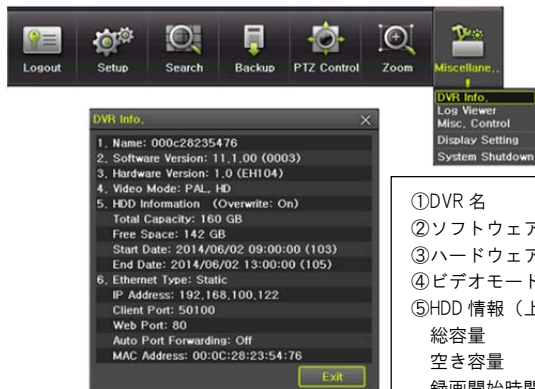 Logout Setup Search Backup PTZ Control Zoom Miscellane..
DVR Info.
Log Viewer
Misc. Control
Display Setting
System Shutdown
DVR Info.
1. Name: 000c28235476
2. Software Version: 11.1.00 (0003)
3. Hardware Version: 1.0 (EH104)
4. Video Mode: PAL, HD
5. HDD Information (Overwrite: On)
Total Capacity: 160 GB
Free Space: 142 GB
Start Date: 2014/06/02 09:00:00 (103)
End Date: 2014/06/02 13:00:00 (105)
6. Ethernet Type: Static
IP Address: 192.168.100.122
Client Port: 50100
Web Port: 80
Auto Port Forwarding: Off
MAC Address: 00:0C:28:23:54:76
Exit
①DVR 名
②ソフトウェア
③ハードウェア
④ビデオモード
⑤HDD 情報（上
総容量
空き容量
録画開始時間